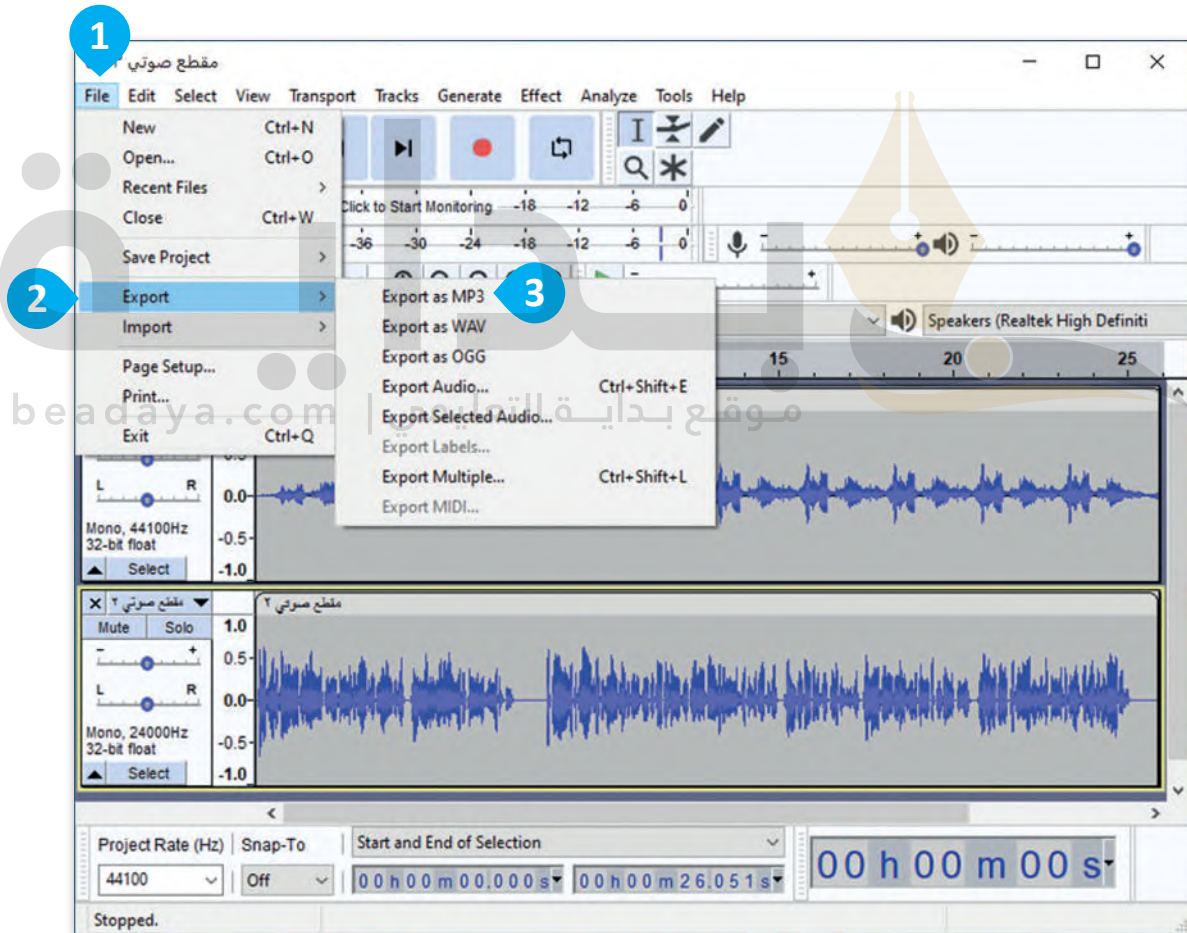 1
مقطع صوتي
File Edit Select View Transport Tracks Generate Effect Analyze Tools Help
New Ctrl+N
Open... Ctrl+O
Recent Files >
Close Ctrl+W
Click to Start Monitoring -18 -12 -6 0
-36 -30 -24 -18 -12 -6 0
Save Project >
2 Export >
Import >
Page Setup...
Print...
Exit Ctrl+Q
Export as MP3 3
Export as WAV
Export as OGG
Export Audio... Ctrl+Shift+E
Export Selected Audio...
Export Labels...
Export Multiple... Ctrl+Shift+L
Export MIDI...
Speakers (Realtek High Definiti
15 20 25
بداية
beadaya.com | موقع بداية التعليمي
L R
0.0
Mono, 44100Hz
32-bit float
-0.5
Select
-1.0
مقطع صوتي ٢
مقطع صوتي ٢
Mute Solo
1.0
- +
0.5
L R
0.0
Mono, 24000Hz
32-bit float
-0.5
Select
-1.0
Project Rate (Hz) Snap-To Start and End of Selection
44100 Off 00h00m00.000s 00h00m26.051s
00h00m00s
Stopped.